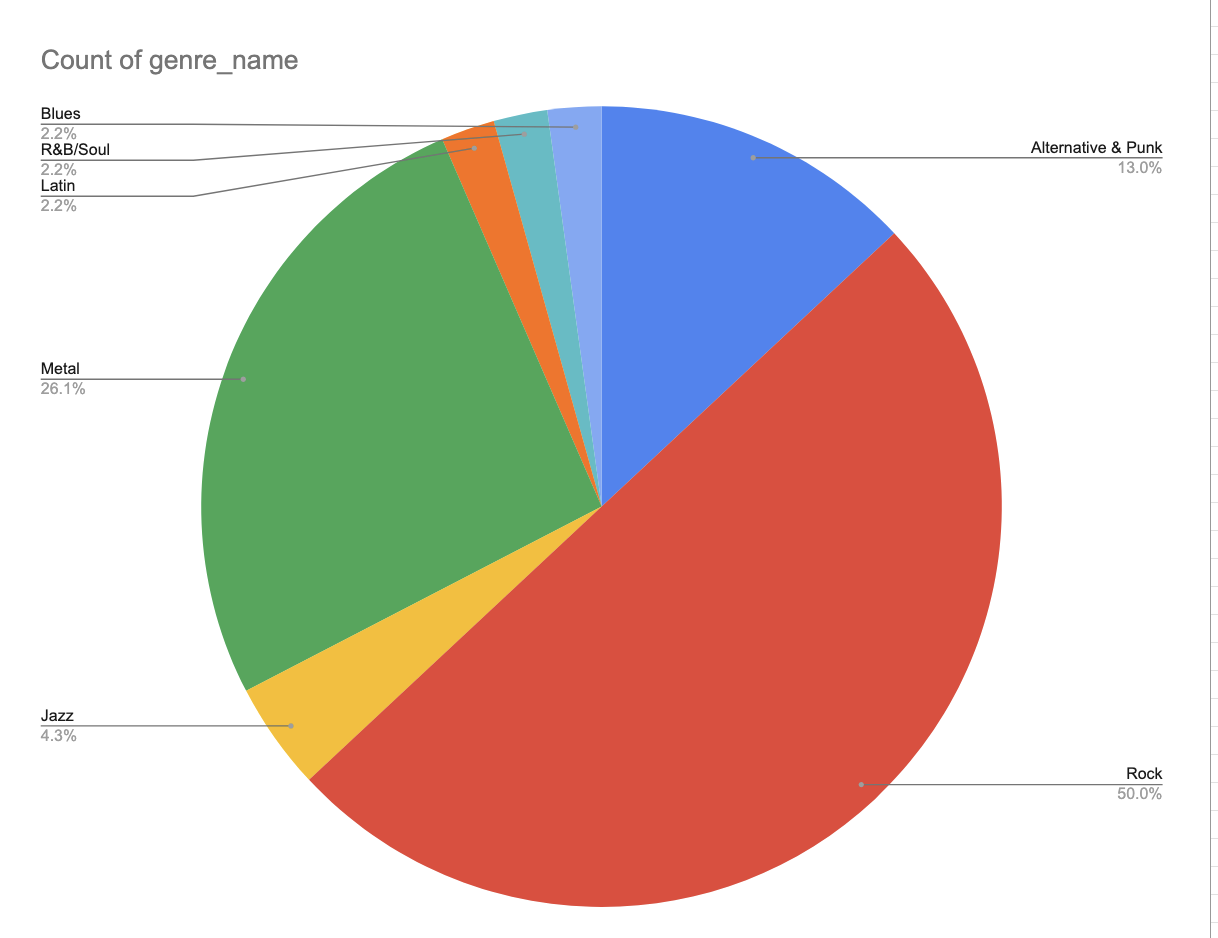 Count of genre_name
Blues
2.2%
R&B/Soul
2.2%
Latin
2.2%
Alternative & Punk
13.0%
Metal
26.1%
Jazz
4.3%
Rock
50.0%